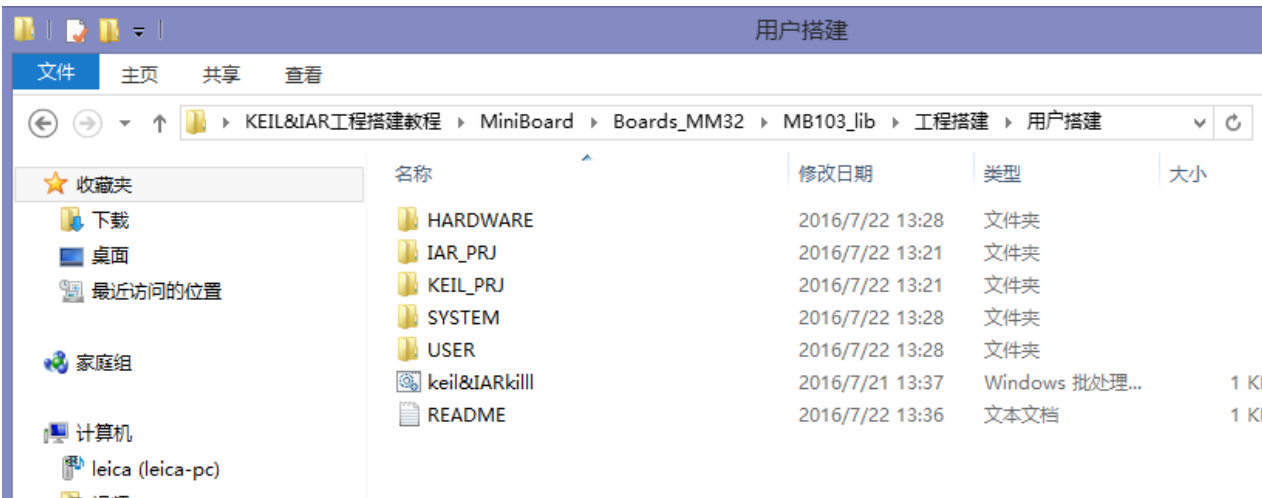 用户搭建
文件 主页 共享 查看
KEIL&IAR工程搭建教程 MiniBoard Boards_MM32 MB103_lib 工程搭建 用户搭建
名称 修改日期 类型 大小
收藏夹
下载
桌面
最近访问的位置
家庭组
计算机
leica (leica-pc)
HARDWARE 2016/7/22 13:28 文件夹
IAR_PRJ 2016/7/22 13:21 文件夹
KEIL_PRJ 2016/7/22 13:21 文件夹
SYSTEM 2016/7/22 13:28 文件夹
USER 2016/7/22 13:28 文件夹
keil&IARkilll 2016/7/21 13:37 Windows 批处理... 1 K
README 2016/7/22 13:36 文本文档 1 K